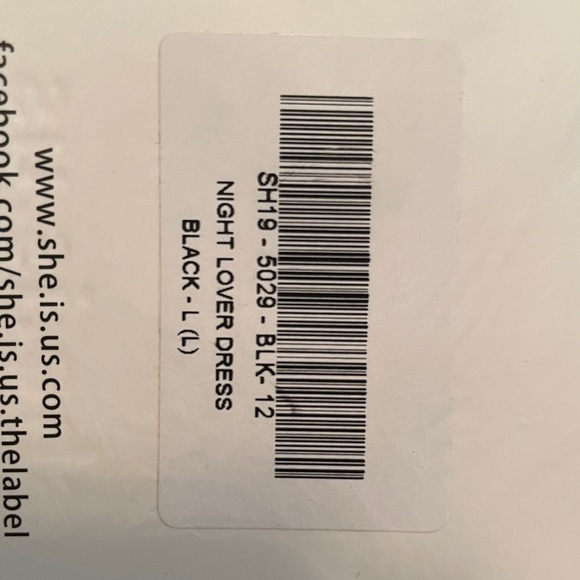 SH19 - 5029 - BLK- 12
NIGHT LOVER DRESS
BLACK - L (L)
www.she.is.us.com
facebook.com/she.is.us.thelabel